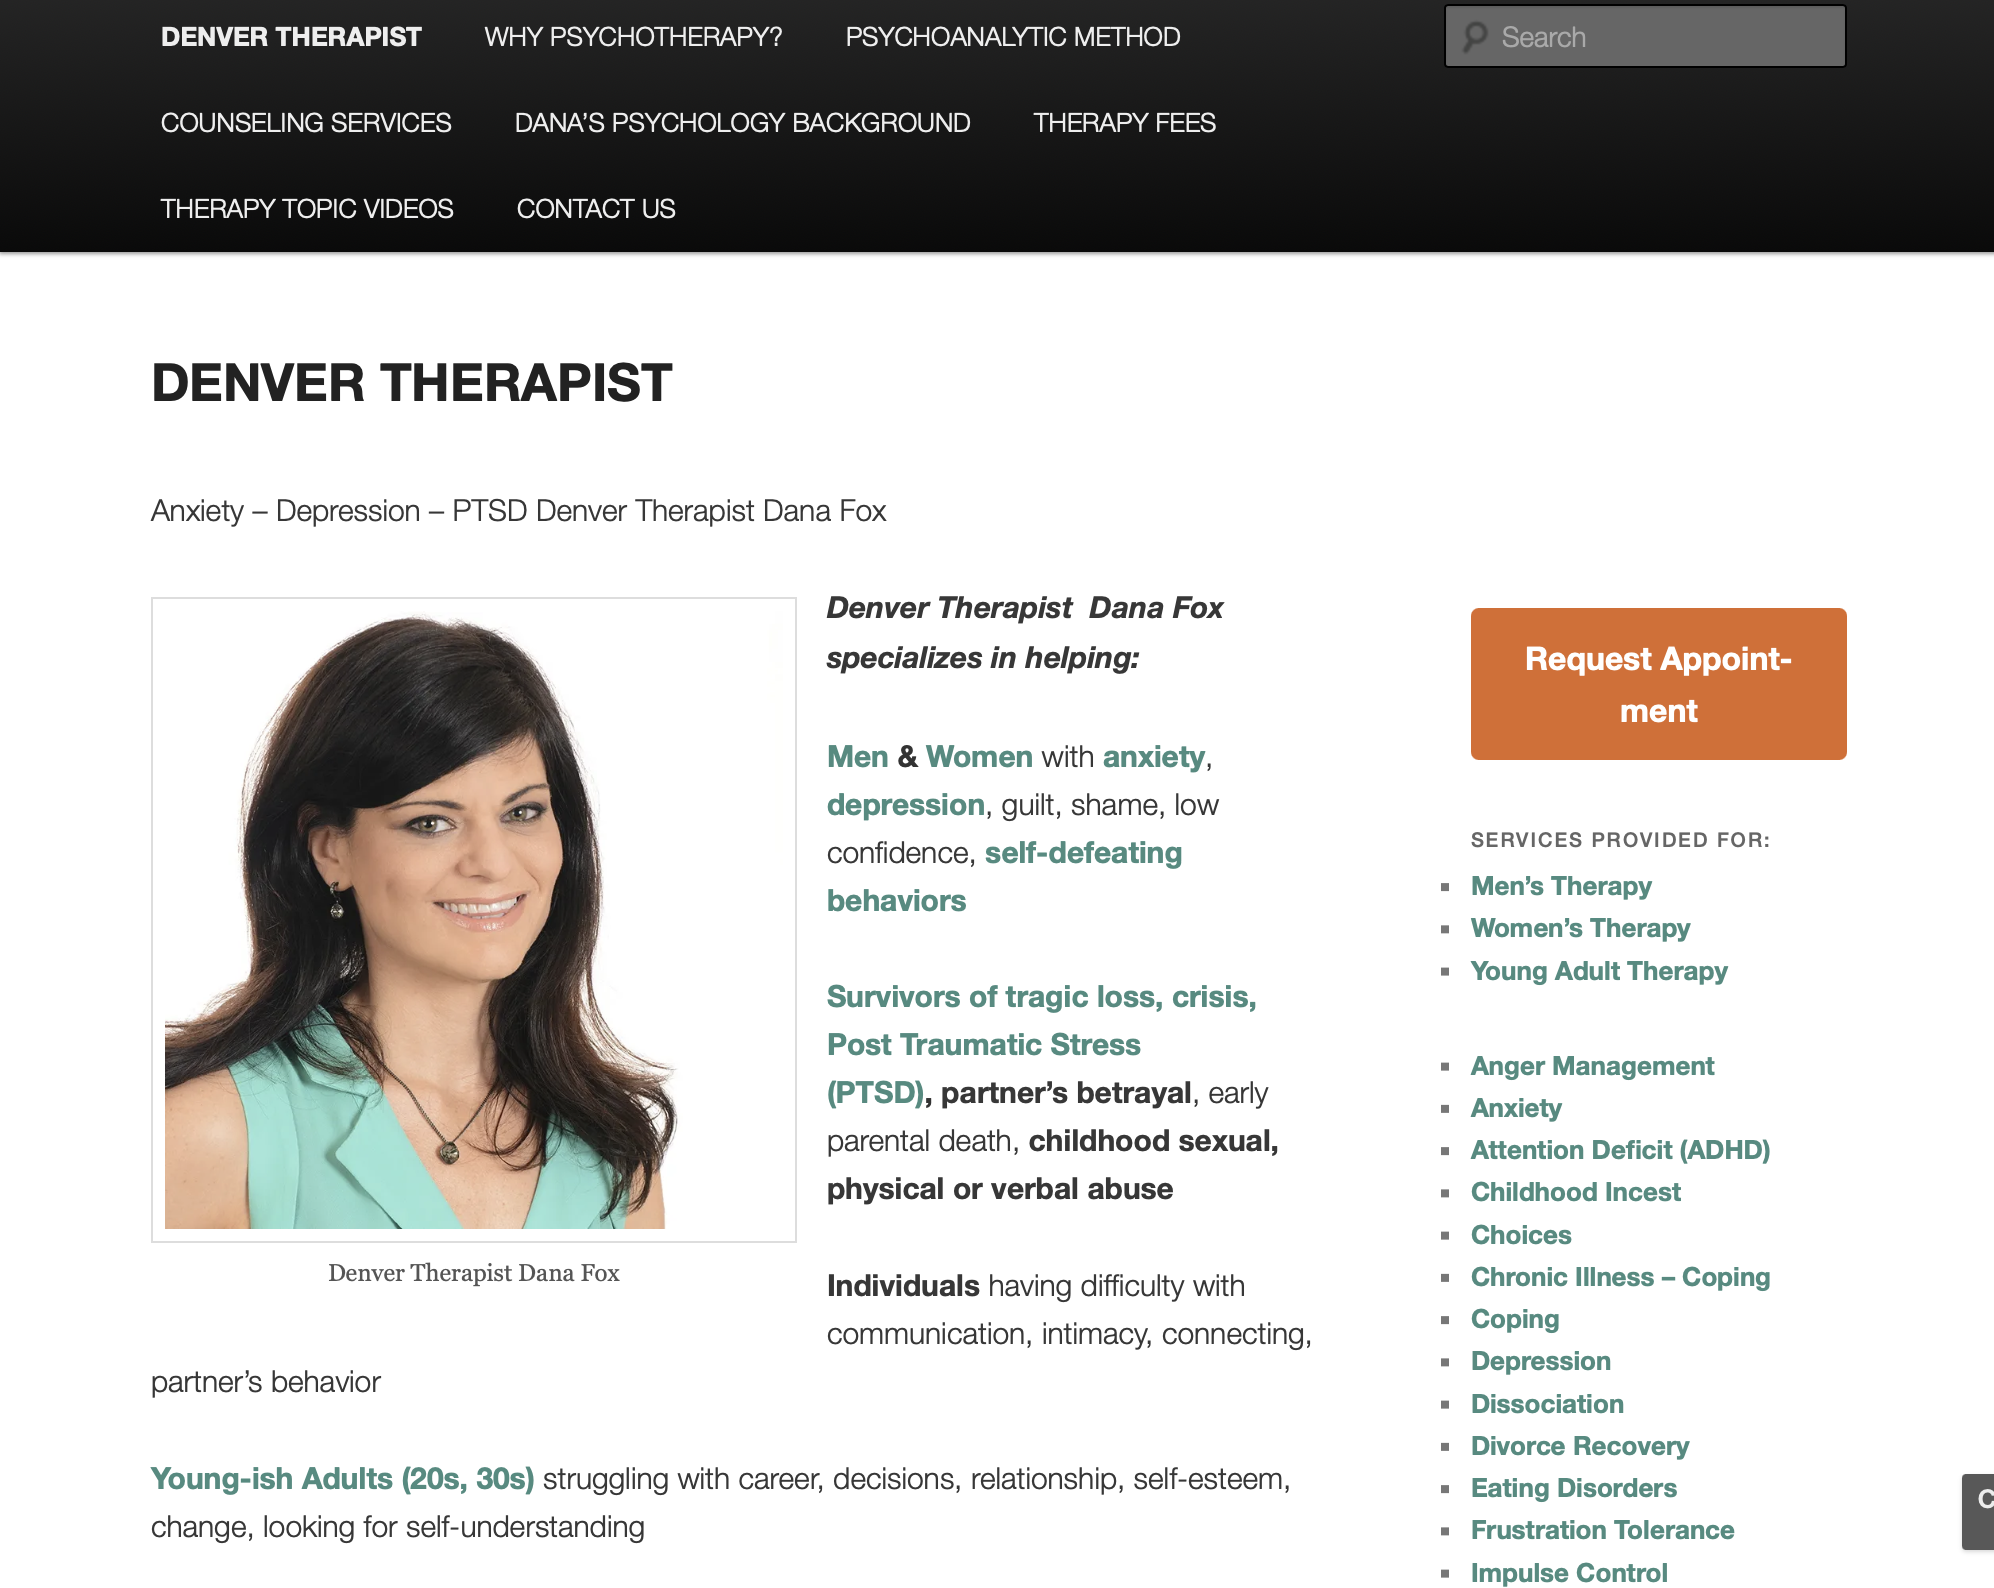 DENVER THERAPIST WHY PSYCHOTHERAPY? PSYCHOANALYTIC METHOD
Search
COUNSELING SERVICES DANA’S PSYCHOLOGY BACKGROUND THERAPY FEES
THERAPY TOPIC VIDEOS CONTACT US
DENVER THERAPIST
Anxiety – Depression – PTSD Denver Therapist Dana Fox
Denver Therapist Dana Fox
Denver Therapist Dana Fox
specializes in helping:
Men & Women with anxiety,
depression, guilt, shame, low
confidence, self-defeating
behaviors
Survivors of tragic loss, crisis,
Post Traumatic Stress
(PTSD), partner’s betrayal, early
parental death, childhood sexual,
physical or verbal abuse
Individuals having difficulty with
communication, intimacy, connecting,
partner’s behavior
Young-ish Adults (20s, 30s) struggling with career, decisions, relationship, self-esteem,
change, looking for self-understanding
Request Appoint-
ment
SERVICES PROVIDED FOR:
Men’s Therapy
Women’s Therapy
Young Adult Therapy
Anger Management
Anxiety
Attention Deficit (ADHD)
Childhood Incest
Choices
Chronic Illness – Coping
Coping
Depression
Dissociation
Divorce Recovery
Eating Disorders
Frustration Tolerance
Impulse Control